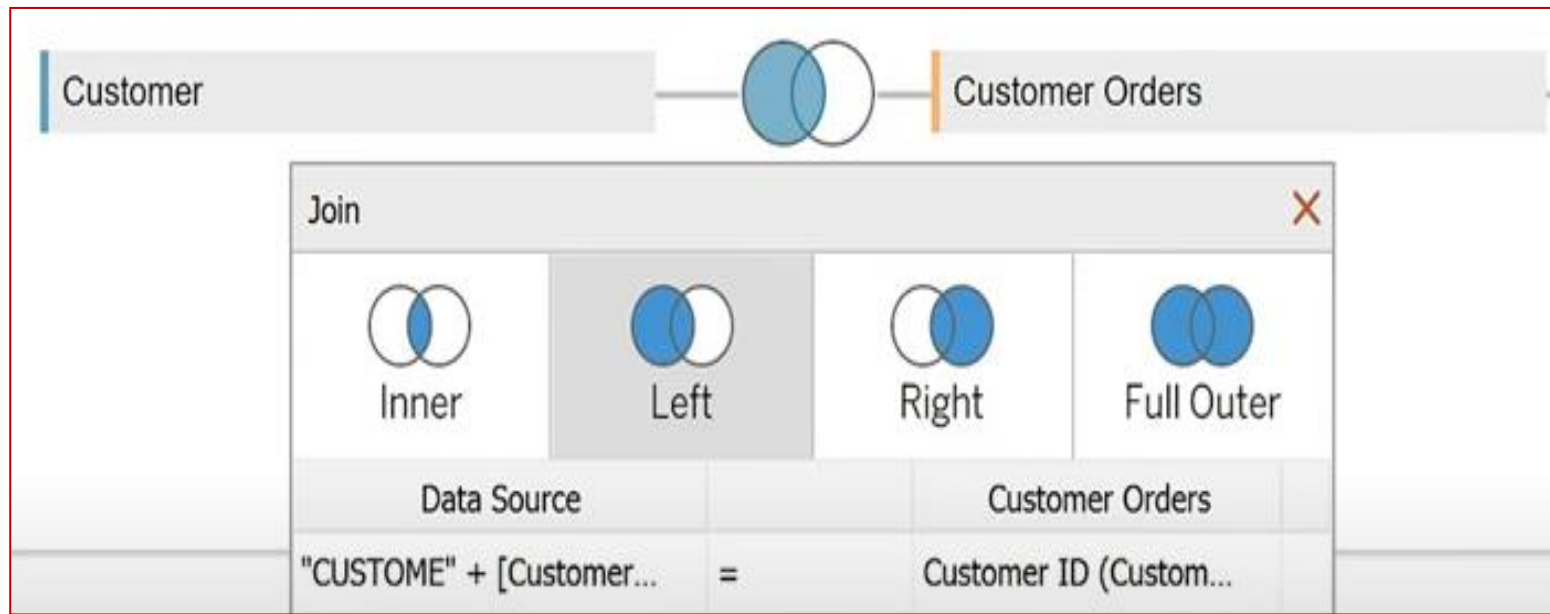 Customer Customer Orders
Join
Inner Left Right Full Outer
Data Source Customer Orders
"CUSTOME" + [Customer... = Customer ID (Custom...